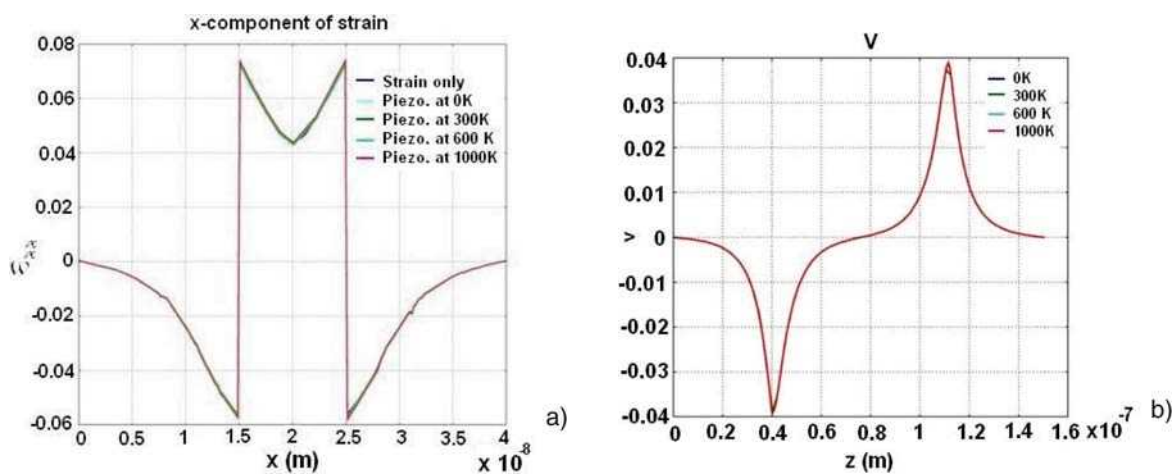 x-component of strain
0.08
0.06
0.04
0.02
0
-0.02
-0.04
-0.06
Strain only
Piezo. at 0K
Piezo. at 300K
Piezo. at 600 K
Piezo. at 1000K
εxx
0 0.5 1 1.5 2 2.5 3 3.5 4
x (m)
x 10-8
a)
V
0.04
0.03
0.02
0.01
0
-0.01
-0.02
-0.03
-0.04
0K
300K
600 K
1000K
V
0 0.2 0.4 0.6 0.8 1 1.2 1.4 1.6
x10-7
z (m)
b)